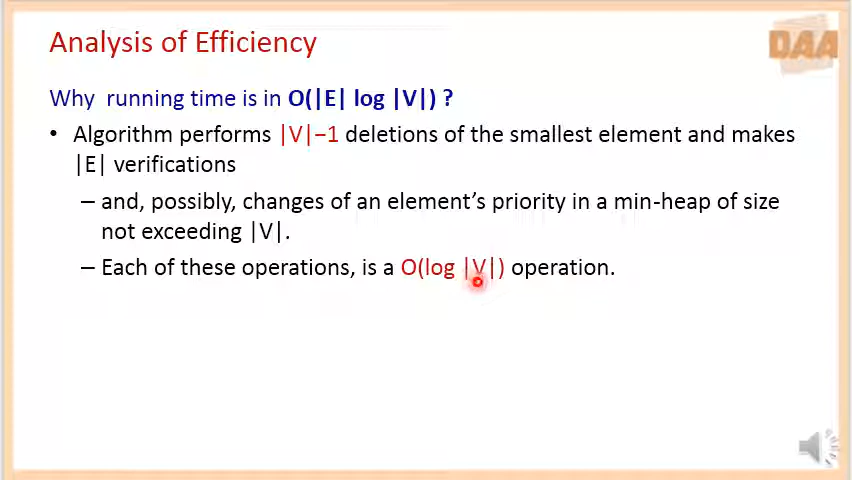 Analysis of Efficiency
DAA
Why running time is in O(|E| log |V|) ?
• Algorithm performs |V|−1 deletions of the smallest element and makes
|E| verifications
– and, possibly, changes of an element’s priority in a min-heap of size
not exceeding |V|.
– Each of these operations, is a O(log |V|) operation.